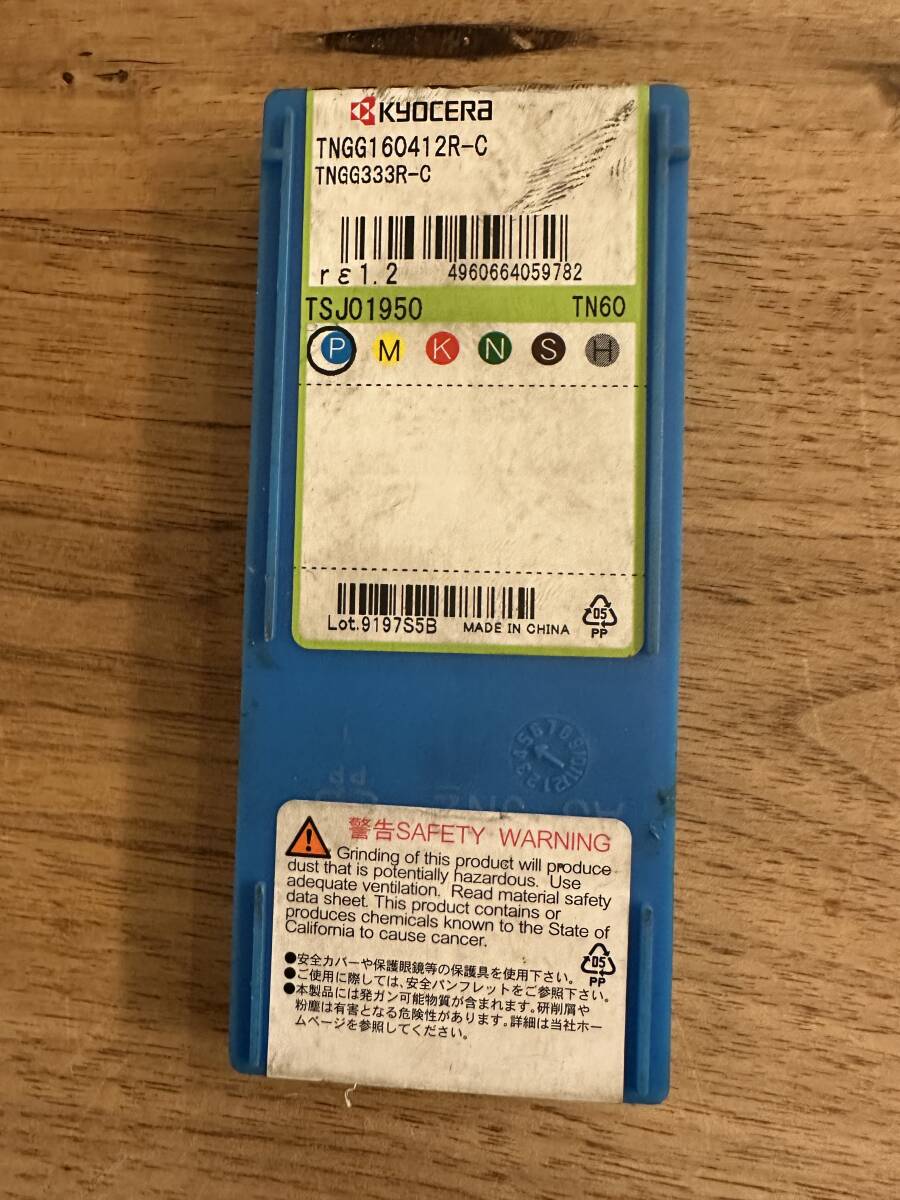 KYOCERA
TNGG160412R-C
TNGG333R-C
rε1.2 4960664059782
TSJ01950 TN60
P M K N S H
Lot.9197S5B MADE IN CHINA
05
PP
警告SAFETY WARNING
Grinding of this product will produce
dust that is potentially hazardous. Use
adequate ventilation. Read material safety
data sheet. This product contains or
produces chemicals known to the State of
California to cause cancer.
●安全カバーや保護眼鏡等の保護具を使用下さい。
●ご使用に際しては、安全パンフレットをご参照下さい。
●本製品には発ガン可能物質が含まれます。研削屑や
粉塵は有害となる危険性があります。詳細は当社ホー
ムページを参照してください。
05
PP